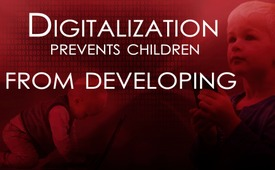 DIGITALIZATION
PREVENTS CHILDREN
FROM DEVELOPING